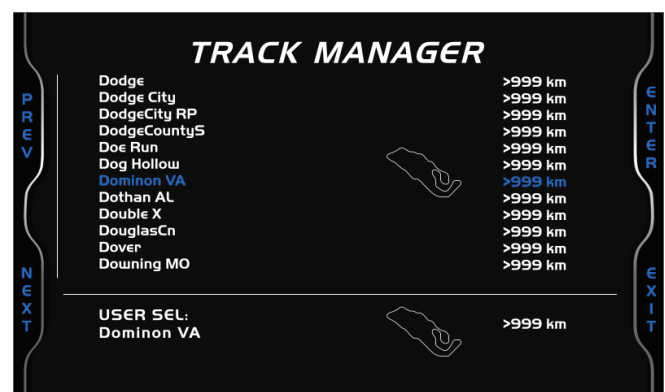 TRACK MANAGER
PREV
NEXT
Dodge >999 km
Dodge City >999 km
DodgeCity RP >999 km
DodgeCountyS >999 km
Doe Run >999 km
Dog Hollow >999 km
Dominon VA >999 km
Dothan AL >999 km
Double X >999 km
DouglasCn >999 km
Dover >999 km
Downing MO >999 km
USER SEL:
Dominon VA >999 km
ENTER
EXIT